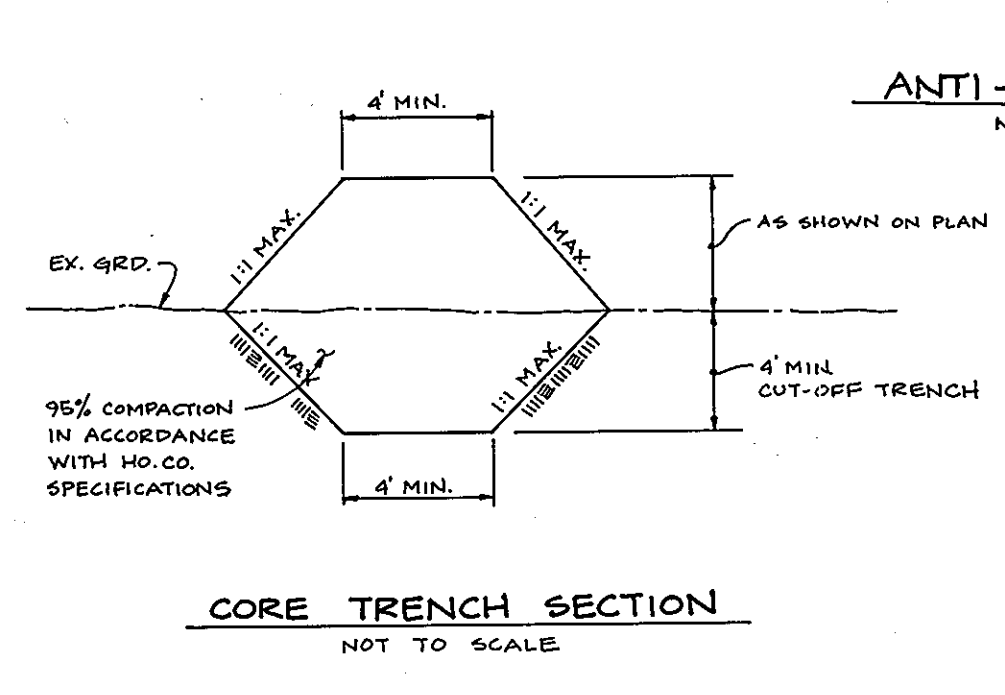 ANTI-
N
4' MIN.
1:1 MAX.
1:1 MAX.
AS SHOWN ON PLAN
EX. GRD.
1:1 MAX
1:1 MAX.
4' MIN
CUT-OFF TRENCH
95% COMPACTION
IN ACCORDANCE
WITH HO.CO.
SPECIFICATIONS
4' MIN.
CORE TRENCH SECTION
NOT TO SCALE